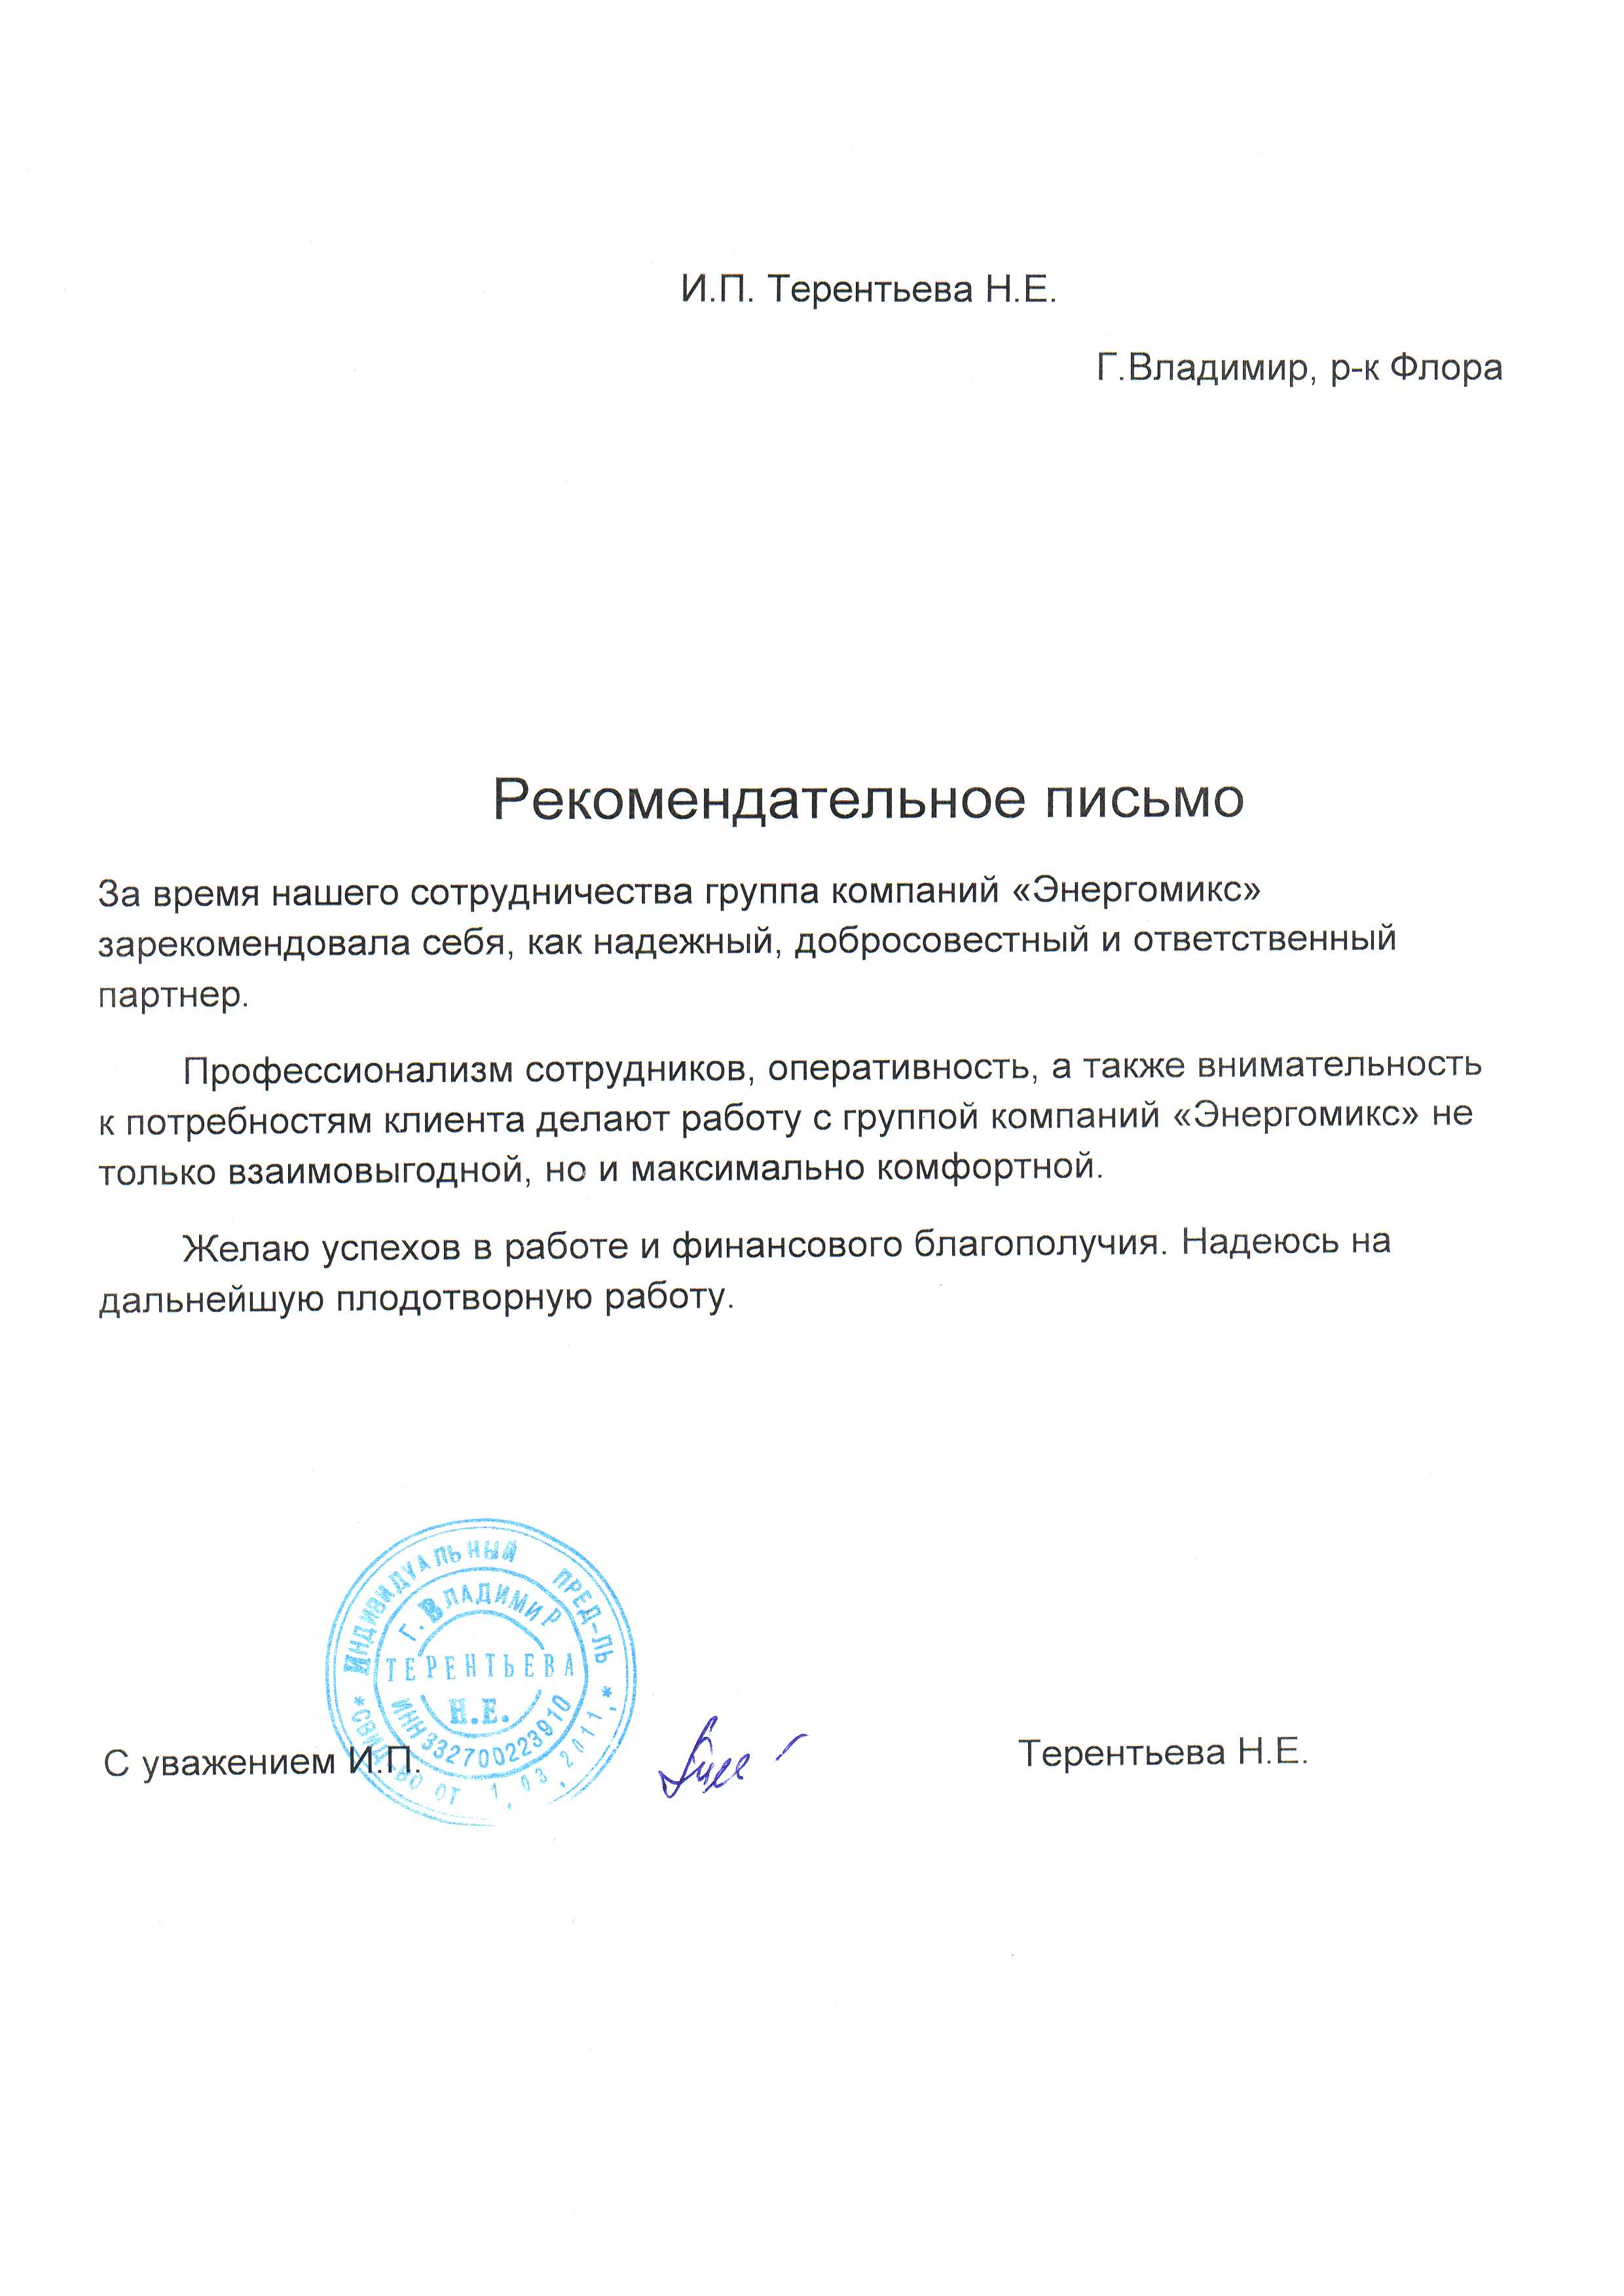 И.П. Терентьева Н.Е.
Г.Владимир, р-к Флора
Рекомендательное письмо
За время нашего сотрудничества группа компаний «Энергомикс»
зарекомендовала себя, как надежный, добросовестный и ответственный
партнер.
Профессионализм сотрудников, оперативность, а также внимательность
к потребностям клиента делают работу с группой компаний «Энергомикс» не
только взаимовыгодной, но и максимально комфортной.
Желаю успехов в работе и финансового благополучия. Надеюсь на
дальнейшую плодотворную работу.
ИНДИВИДУАЛЬНЫЙ ПРЕД-ЛЬ
Г. ВЛАДИМИР
ТЕРЕНТЬЕВА
Н.Е.
ИНН 332700223910
* СВИД-ВО ОТ 1.03.2011, *
С уважением И.П.
Терентьева Н.Е.